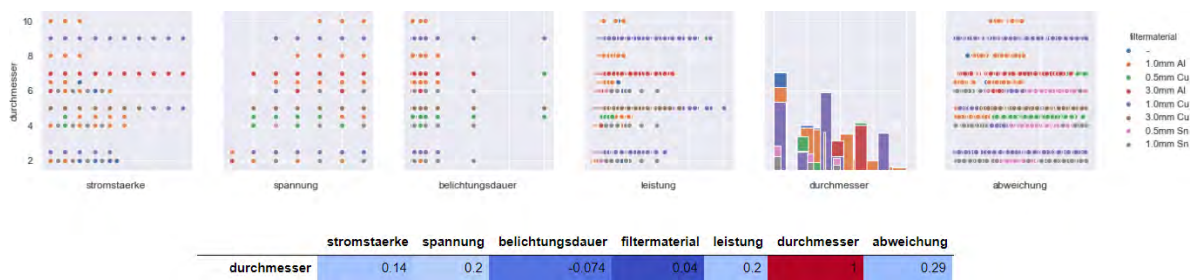 10
8
6
4
2
durchmesser
stromstaerke spannung belichtungsdauer leistung durchmesser abweichung
filtermaterial
-
1.0mm Al
0.5mm Cu
3.0mm Al
1.0mm Cu
3.0mm Cu
0.5mm Sn
1.0mm Sn
stromstaerke spannung belichtungsdauer filtermaterial leistung durchmesser abweichung
durchmesser 0.14 0.2 -0.074 0.04 0.2 1 0.29